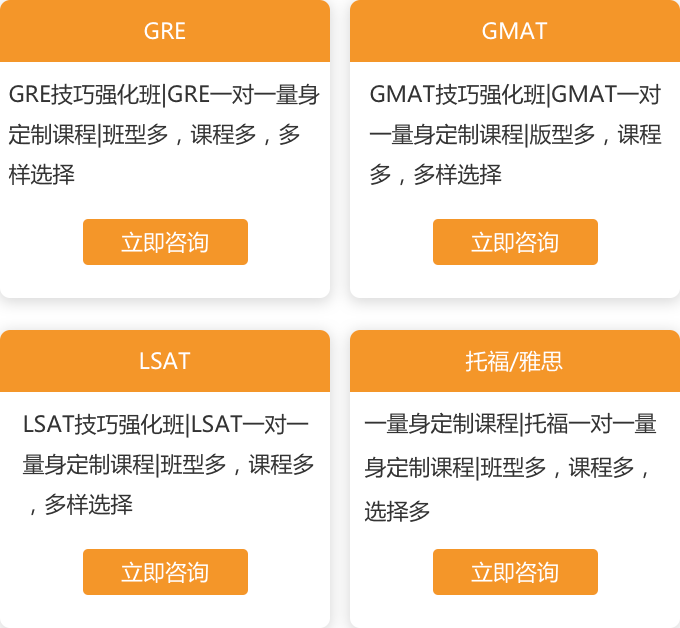 GRE
GRE技巧强化班|GRE一对一量身
定制课程|班型多，课程多，多
样选择
立即咨询
GMAT
GMAT技巧强化班|GMAT一对
一量身定制课程|版型多，课程
多，多样选择
立即咨询
LSAT
LSAT技巧强化班|LSAT一对一
量身定制课程|班型多，课程多
，多样选择
立即咨询
托福/雅思
一量身定制课程|托福一对一量
身定制课程|班型多，课程多，
选择多
立即咨询